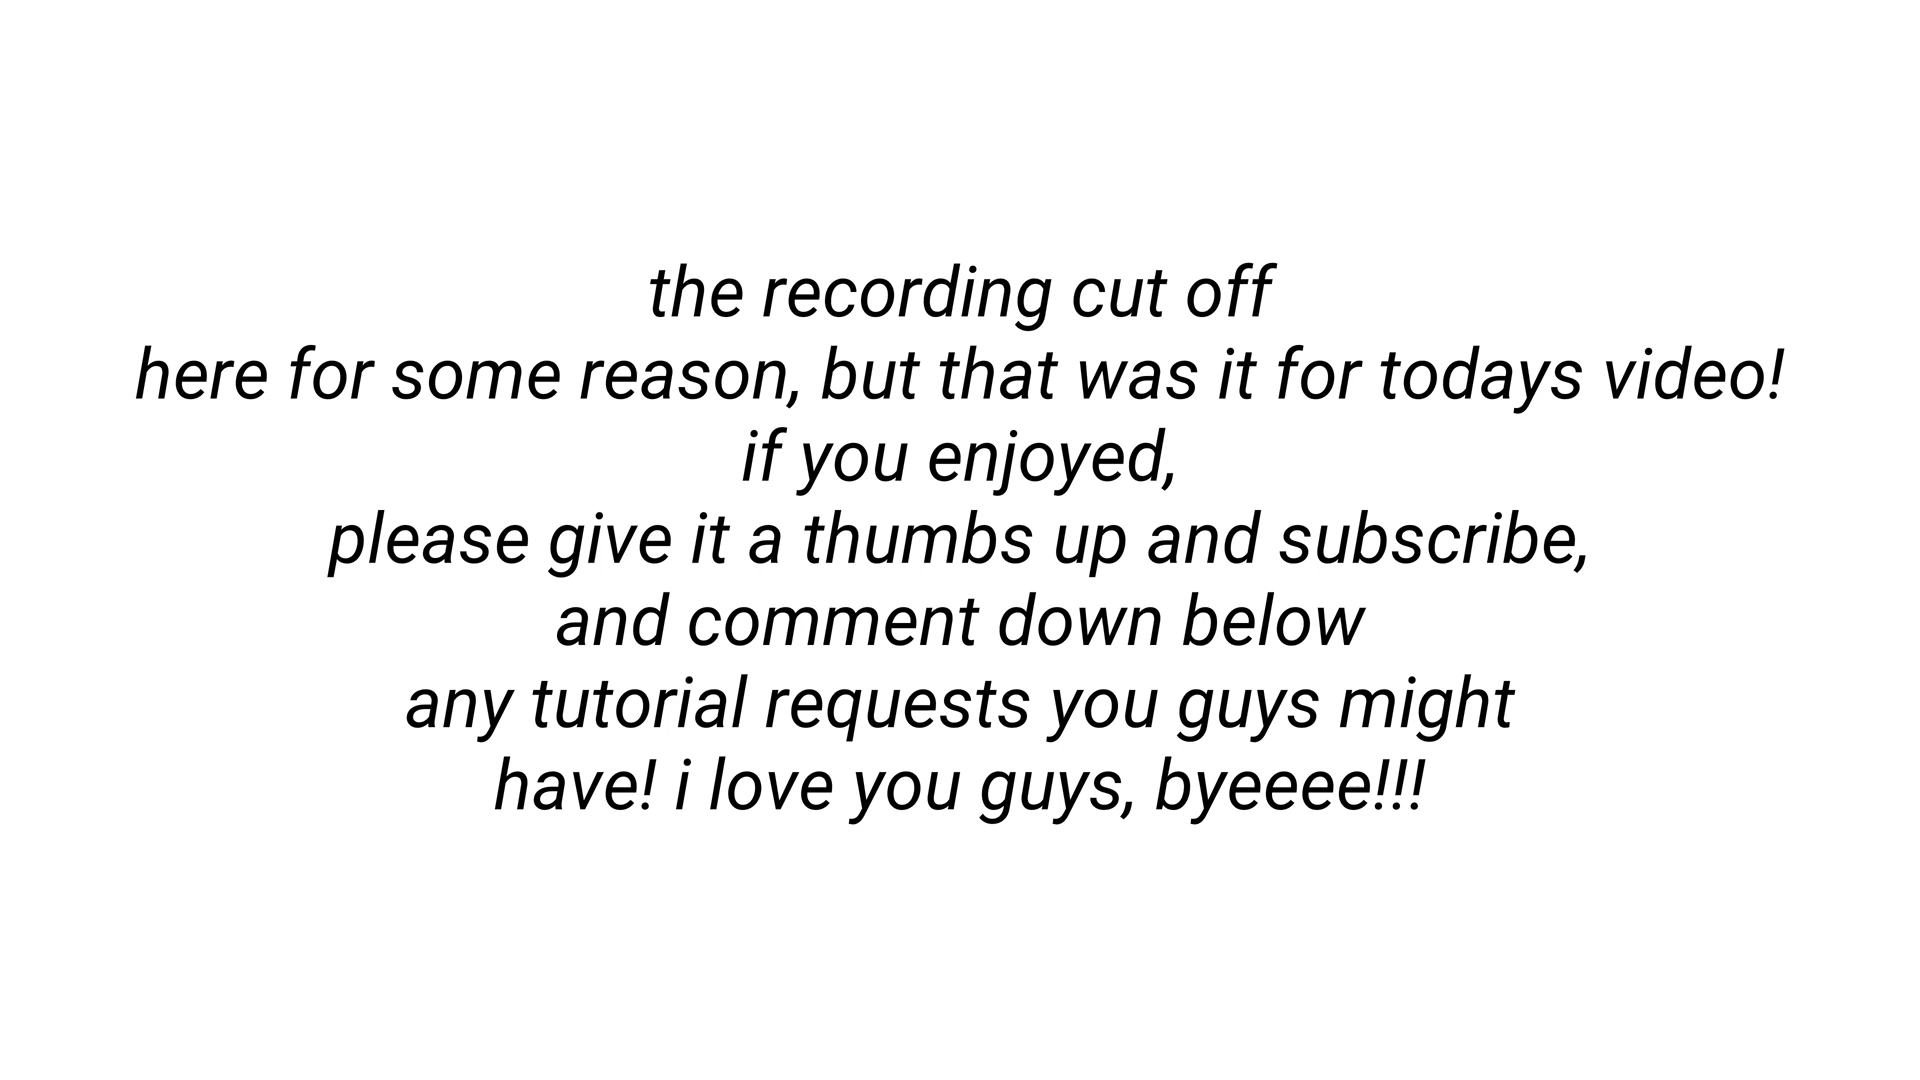 the recording cut off
here for some reason, but that was it for todays video!
if you enjoyed,
please give it a thumbs up and subscribe,
and comment down below
any tutorial requests you guys might
have! i love you guys, byeeee!!!